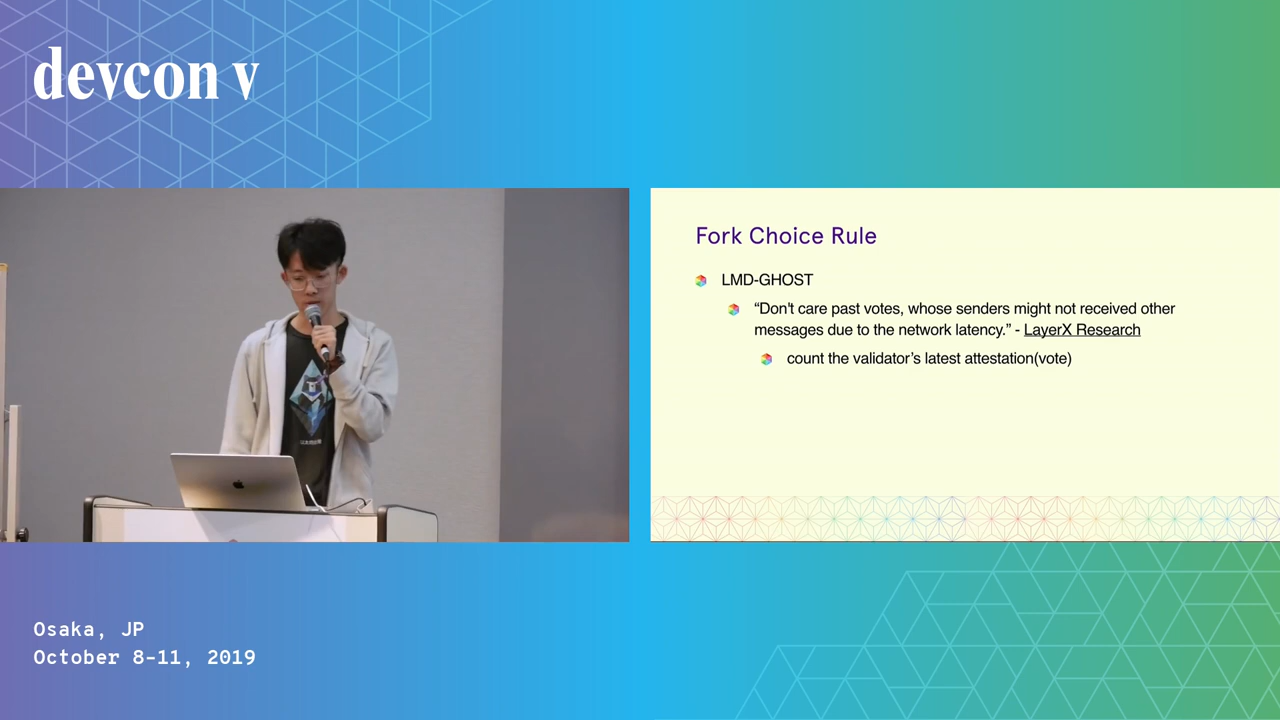 devcon v
Fork Choice Rule
LMD-GHOST
“Don't care past votes, whose senders might not received other
messages due to the network latency.” - LayerX Research
count the validator’s latest attestation(vote)
Osaka, JP
October 8-11, 2019